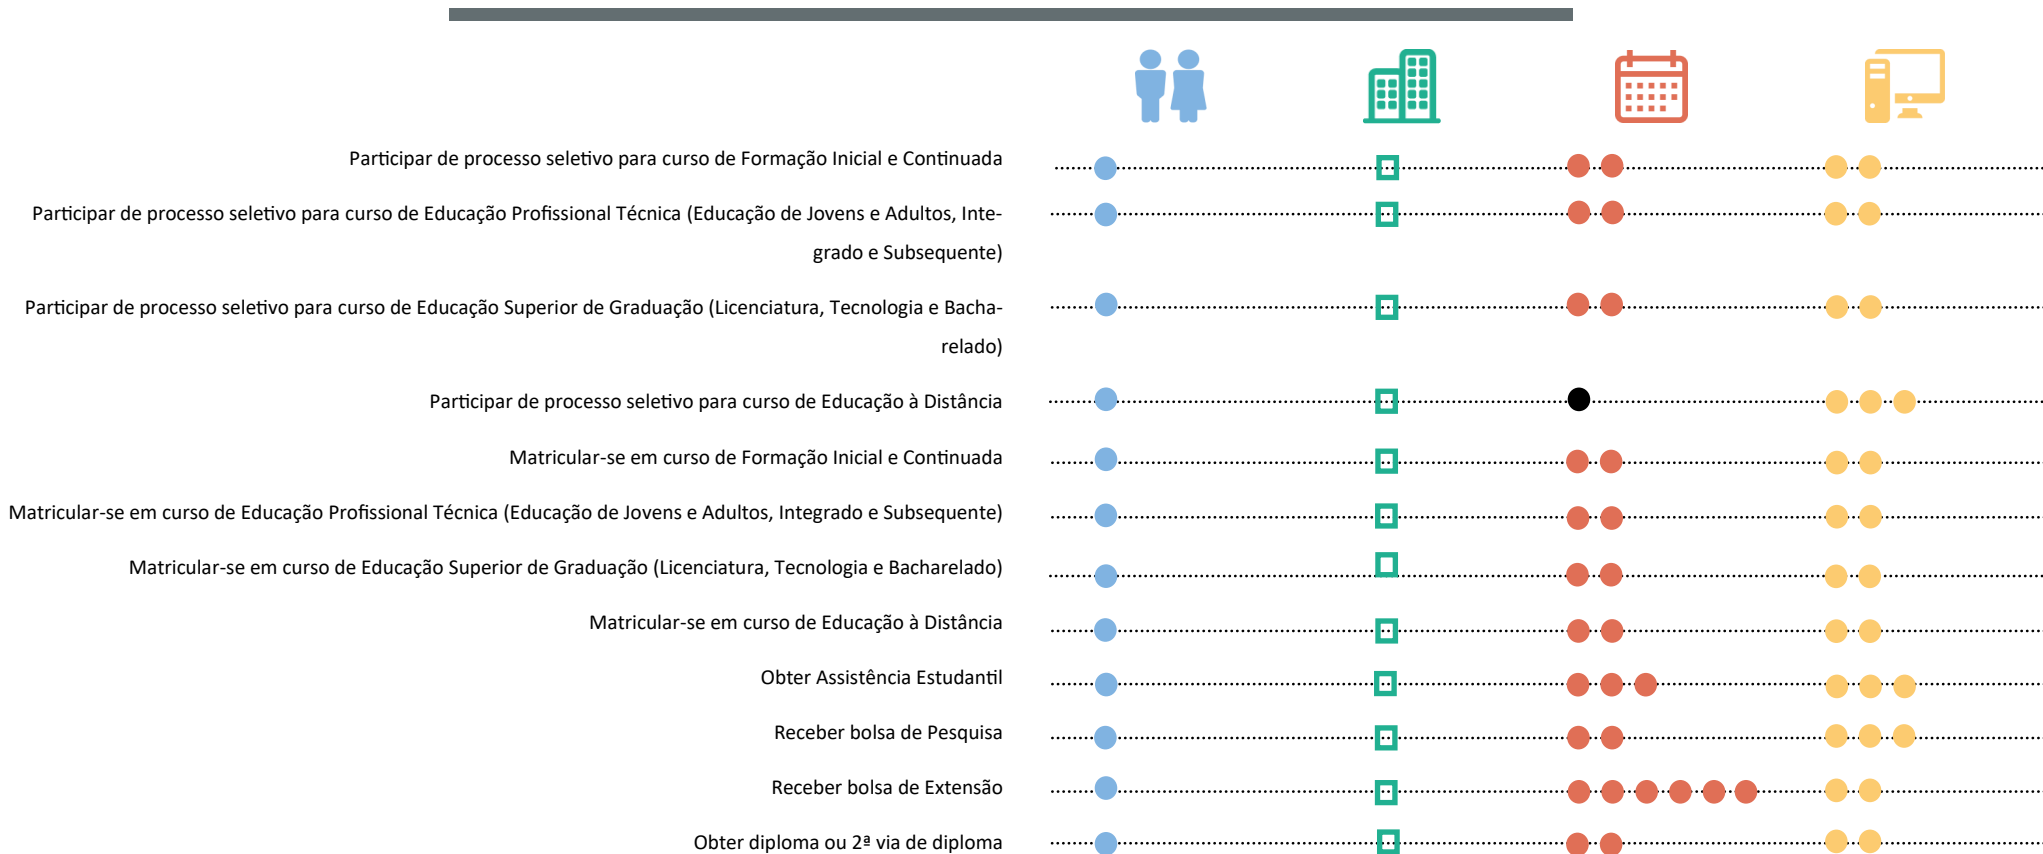 Participar de processo seletivo para curso de Formação Inicial e Continuada
Participar de processo seletivo para curso de Educação Profissional Técnica (Educação de Jovens e Adultos, Inte-
grado e Subsequente)
Participar de processo seletivo para curso de Educação Superior de Graduação (Licenciatura, Tecnologia e Bacha-
relado)
Participar de processo seletivo para curso de Educação à Distância
Matricular-se em curso de Formação Inicial e Continuada
Matricular-se em curso de Educação Profissional Técnica (Educação de Jovens e Adultos, Integrado e Subsequente)
Matricular-se em curso de Educação Superior de Graduação (Licenciatura, Tecnologia e Bacharelado)
Matricular-se em curso de Educação à Distância
Obter Assistência Estudantil
Receber bolsa de Pesquisa
Receber bolsa de Extensão
Obter diploma ou 2ª via de diploma